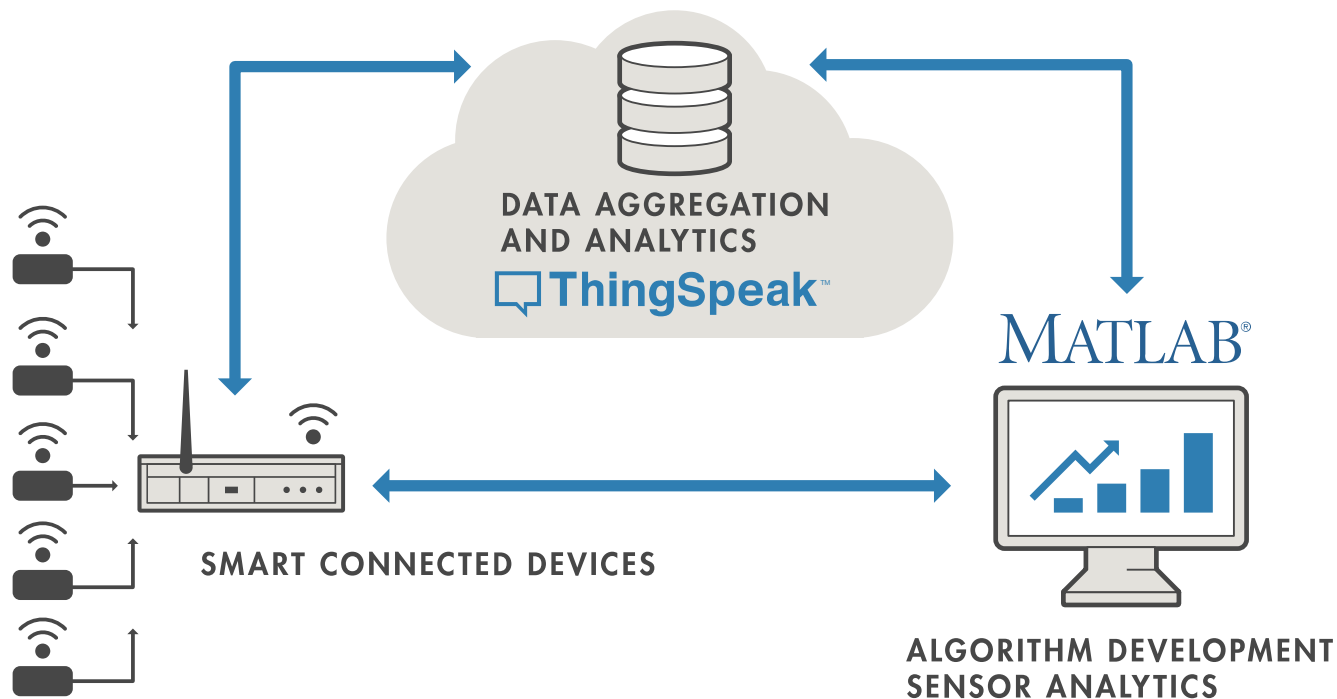 DATA AGGREGATION
AND ANALYTICS
ThingSpeak™
MATLAB®
SMART CONNECTED DEVICES
ALGORITHM DEVELOPMENT
SENSOR ANALYTICS